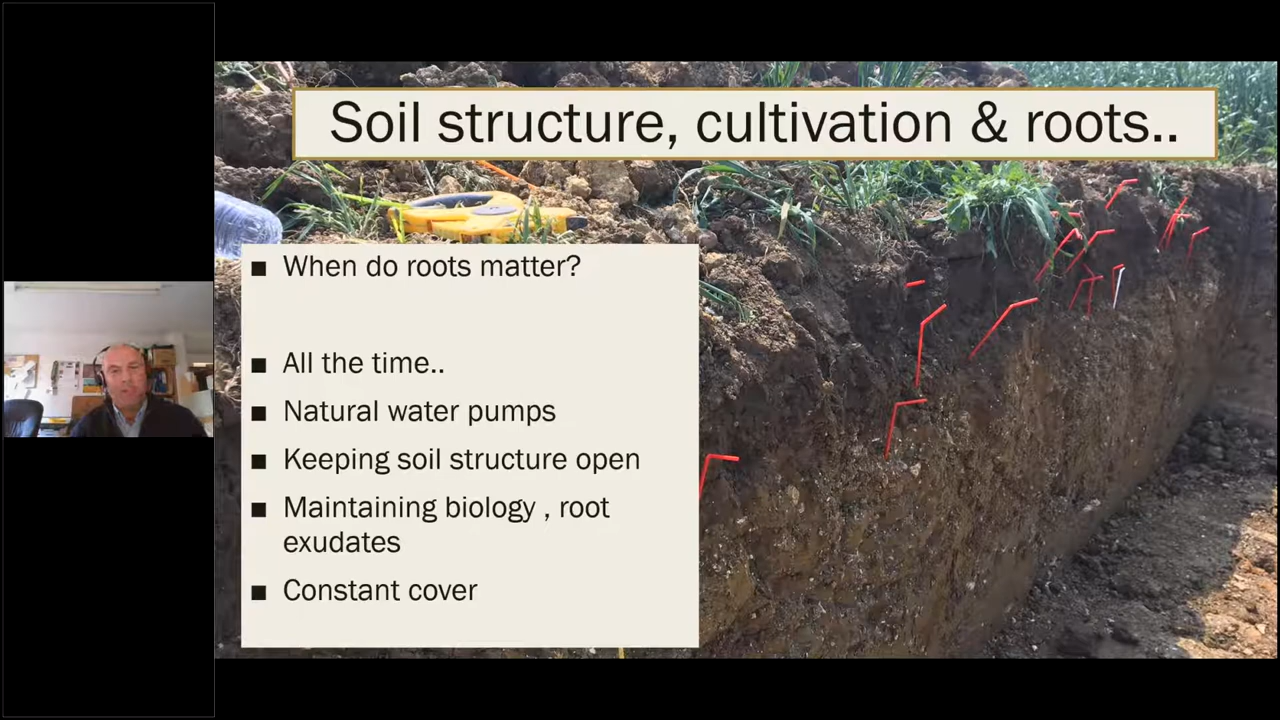 Soil structure, cultivation & roots..
■ When do roots matter?
■ All the time..
■ Natural water pumps
■ Keeping soil structure open
■ Maintaining biology , root
exudates
■ Constant cover